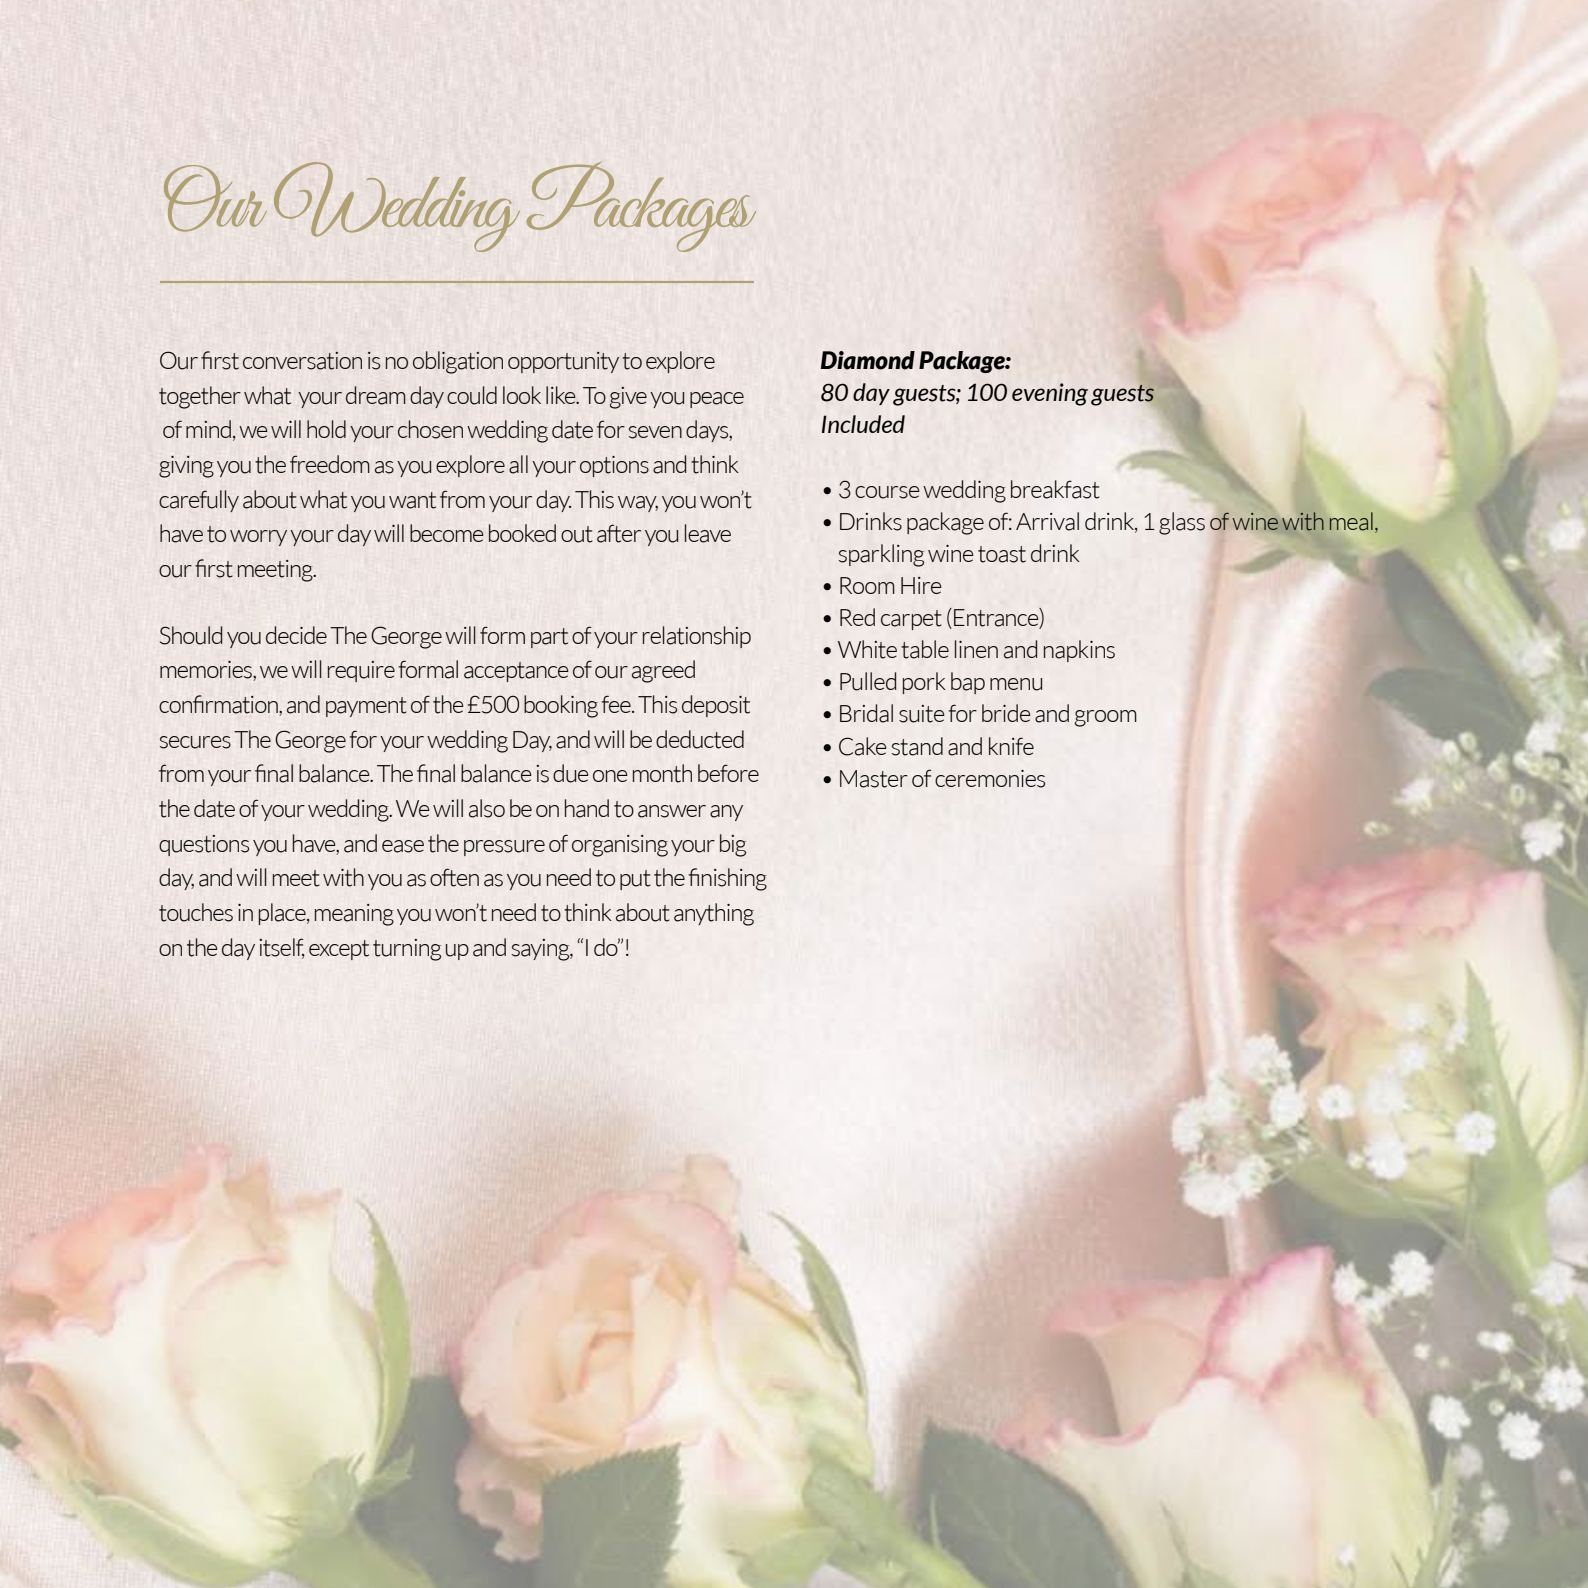 Our Wedding Packages
Our first conversation is no obligation opportunity to explore
together what your dream day could look like. To give you peace
of mind, we will hold your chosen wedding date for seven days,
giving you the freedom as you explore all your options and think
carefully about what you want from your day. This way, you won’t
have to worry your day will become booked out after you leave
our first meeting.
Should you decide The George will form part of your relationship
memories, we will require formal acceptance of our agreed
confirmation, and payment of the £500 booking fee. This deposit
secures The George for your wedding Day, and will be deducted
from your final balance. The final balance is due one month before
the date of your wedding. We will also be on hand to answer any
questions you have, and ease the pressure of organising your big
day, and will meet with you as often as you need to put the finishing
touches in place, meaning you won’t need to think about anything
on the day itself, except turning up and saying, “I do”!
Diamond Package:
80 day guests; 100 evening guests
Included
• 3 course wedding breakfast
• Drinks package of: Arrival drink, 1 glass of wine with meal,
sparkling wine toast drink
• Room Hire
• Red carpet (Entrance)
• White table linen and napkins
• Pulled pork bap menu
• Bridal suite for bride and groom
• Cake stand and knife
• Master of ceremonies